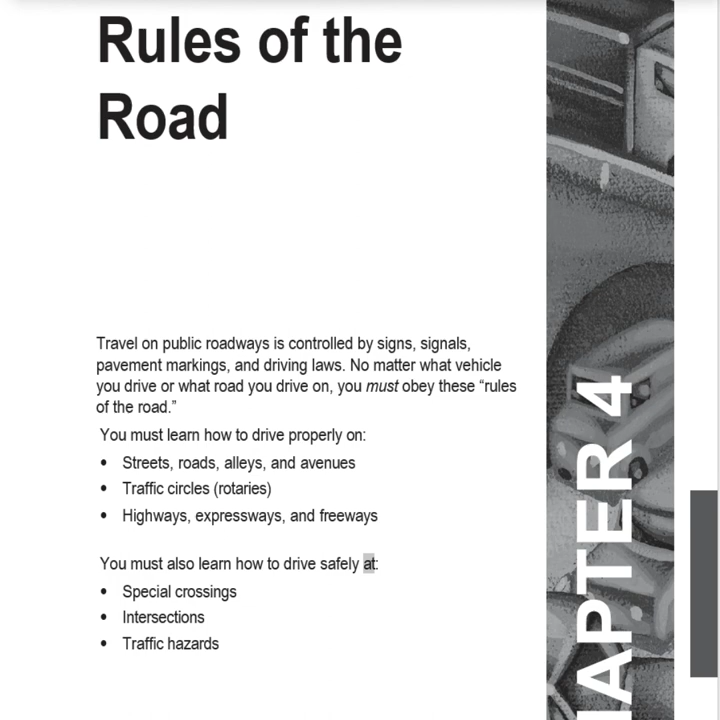 Rules of the
Road
Travel on public roadways is controlled by signs, signals,
pavement markings, and driving laws. No matter what vehicle
you drive or what road you drive on, you must obey these “rules
of the road.”
You must learn how to drive properly on:
• Streets, roads, alleys, and avenues
• Traffic circles (rotaries)
• Highways, expressways, and freeways
You must also learn how to drive safely at:
• Special crossings
• Intersections
• Traffic hazards
APTER 4